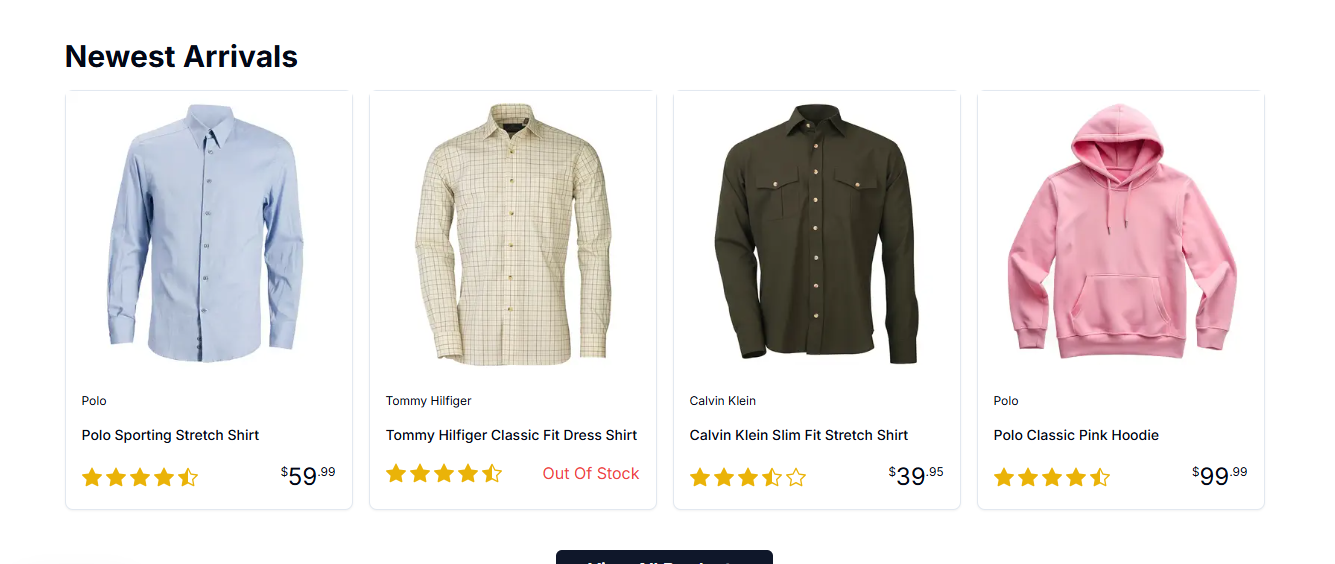 Newest Arrivals
Polo
Polo Sporting Stretch Shirt
$59.99
Tommy Hilfiger
Tommy Hilfiger Classic Fit Dress Shirt
Out Of Stock
Calvin Klein
Calvin Klein Slim Fit Stretch Shirt
$39.95
Polo
Polo Classic Pink Hoodie
$99.99